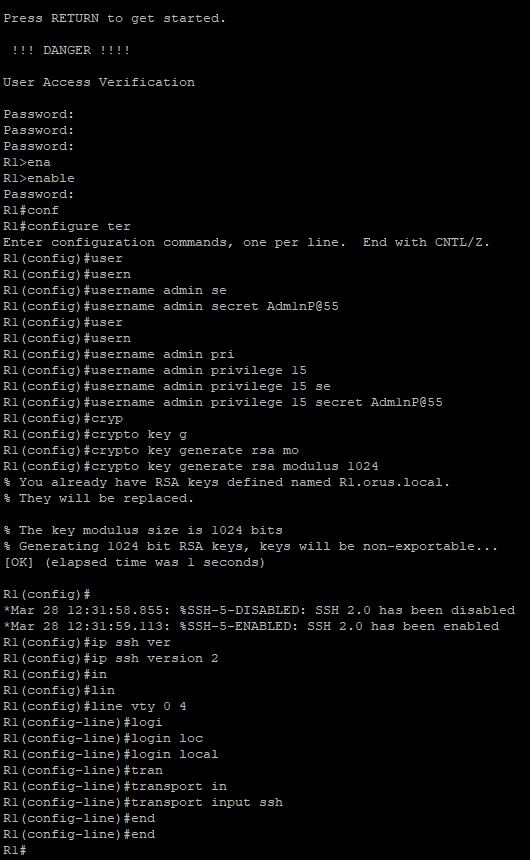 Press RETURN to get started.
!!! DANGER !!!!
User Access Verification
Password:
Password:
Password:
R1>ena
R1>enable
Password:
R1#conf
R1#configure ter
Enter configuration commands, one per line.  End with CNTL/Z.
R1(config)#user
R1(config)#usern
R1(config)#username admin se
R1(config)#username admin secret Adm1nP@55
R1(config)#user
R1(config)#usern
R1(config)#username admin pri
R1(config)#username admin privilege 15
R1(config)#username admin privilege 15 se
R1(config)#username admin privilege 15 secret Adm1nP@55
R1(config)#cryp
R1(config)#crypto key g
R1(config)#crypto key generate rsa mo
R1(config)#crypto key generate rsa modulus 1024
% You already have RSA keys defined named R1.orus.local.
% They will be replaced.
% The key modulus size is 1024 bits
% Generating 1024 bit RSA keys, keys will be non-exportable...
[OK] (elapsed time was 1 seconds)
R1(config)#
*Mar 28 12:31:58.855: %SSH-5-DISABLED: SSH 2.0 has been disabled
*Mar 28 12:31:59.113: %SSH-5-ENABLED: SSH 2.0 has been enabled
R1(config)#ip ssh ver
R1(config)#ip ssh version 2
R1(config)#in
R1(config)#lin
R1(config)#line vty 0 4
R1(config-line)#logi
R1(config-line)#login loc
R1(config-line)#login local
R1(config-line)#tran
R1(config-line)#transport in
R1(config-line)#transport input ssh
R1(config-line)#end
R1(config-line)#end
R1#